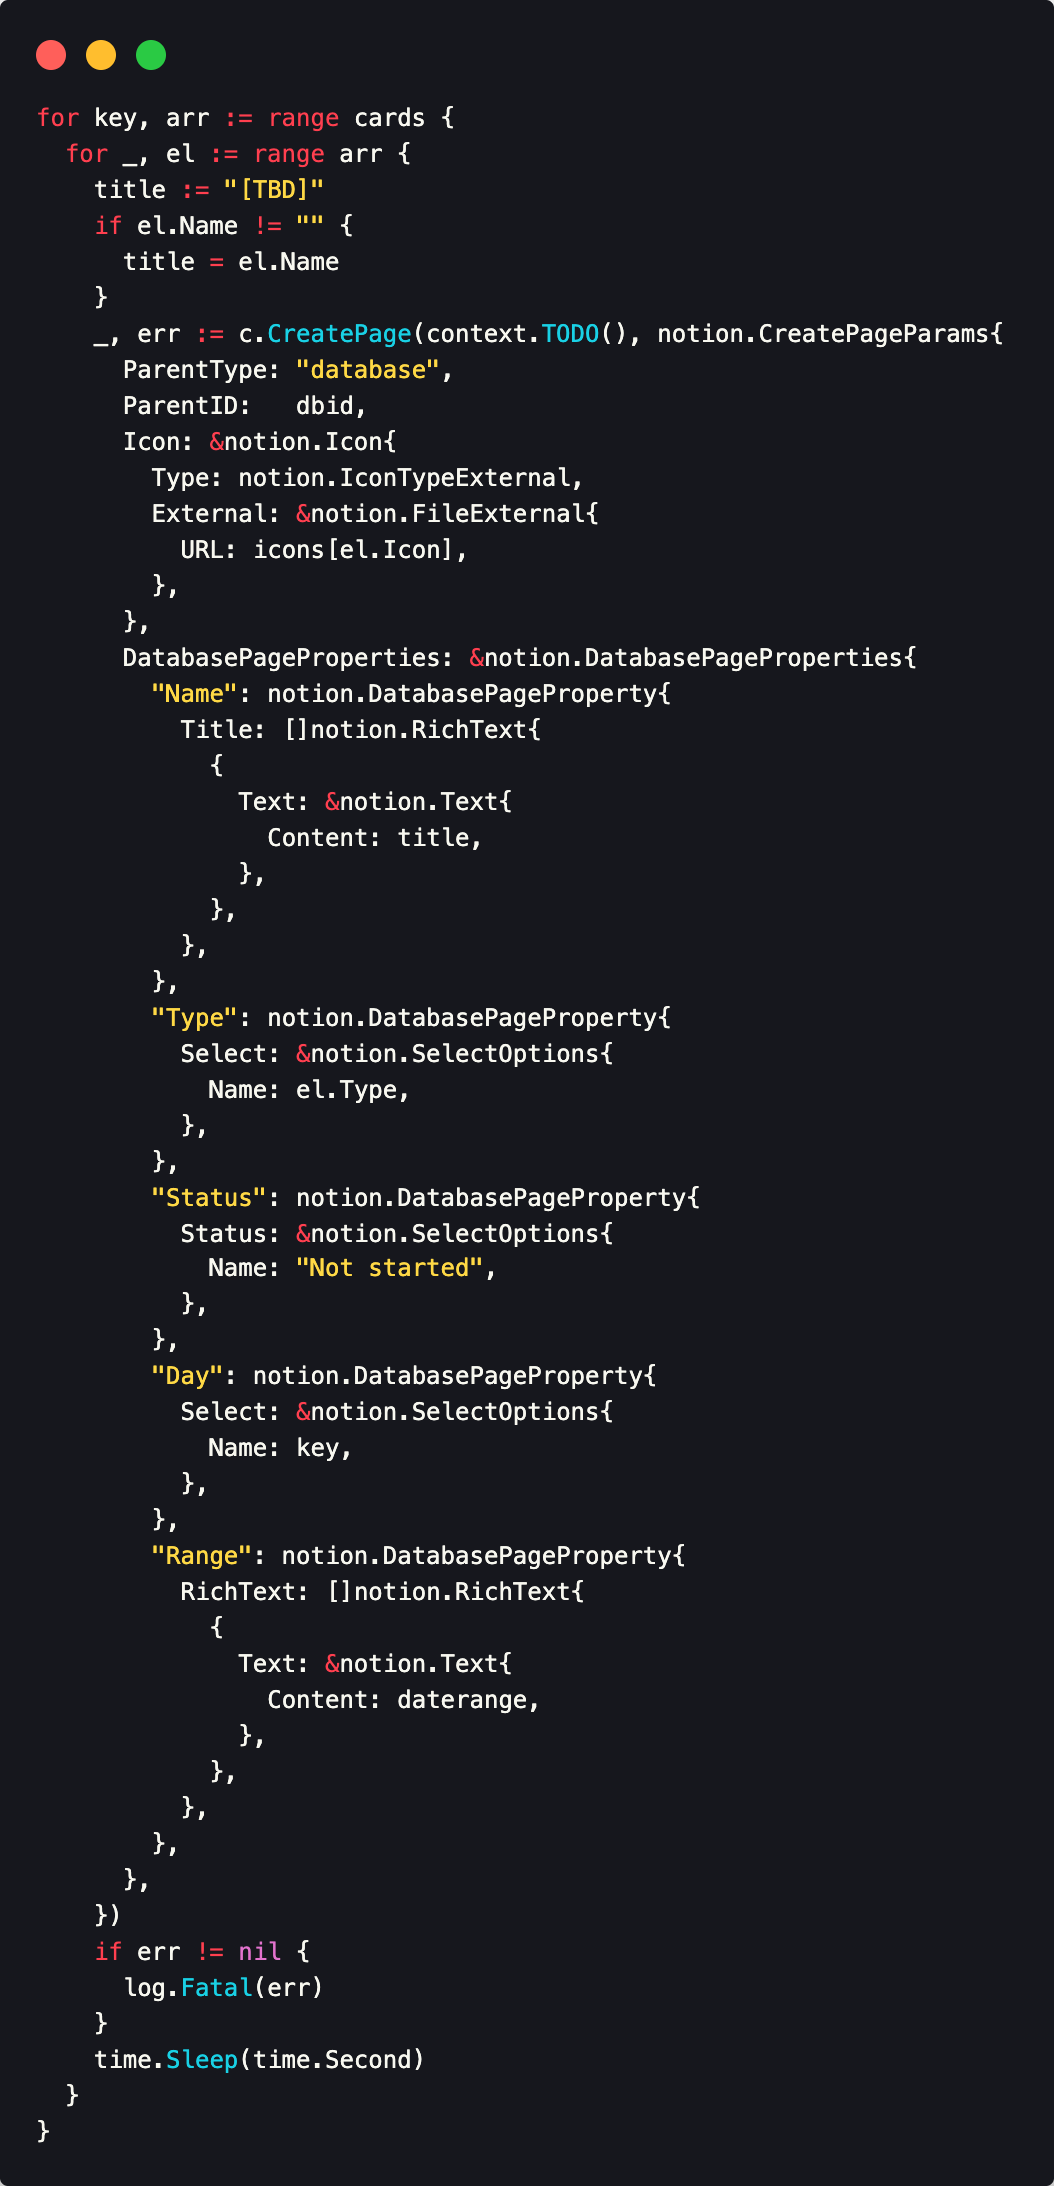 for key, arr := range cards {
  for _, el := range arr {
    title := "[TBD]"
    if el.Name != "" {
      title = el.Name
    }
    _, err := c.CreatePage(context.TODO(), notion.CreatePageParams{
      ParentType: "database",
      ParentID:   dbid,
      Icon: &notion.Icon{
        Type: notion.IconTypeExternal,
        External: &notion.FileExternal{
          URL: icons[el.Icon],
        },
      },
      DatabasePageProperties: &notion.DatabasePageProperties{
        "Name": notion.DatabasePageProperty{
          Title: []notion.RichText{
            {
              Text: &notion.Text{
                Content: title,
              },
            },
          },
        },
        "Type": notion.DatabasePageProperty{
          Select: &notion.SelectOptions{
            Name: el.Type,
          },
        },
        "Status": notion.DatabasePageProperty{
          Status: &notion.SelectOptions{
            Name: "Not started",
          },
        },
        "Day": notion.DatabasePageProperty{
          Select: &notion.SelectOptions{
            Name: key,
          },
        },
        "Range": notion.DatabasePageProperty{
          RichText: []notion.RichText{
            {
              Text: &notion.Text{
                Content: daterange,
              },
            },
          },
        },
      },
    })
    if err != nil {
      log.Fatal(err)
    }
    time.Sleep(time.Second)
  }
}